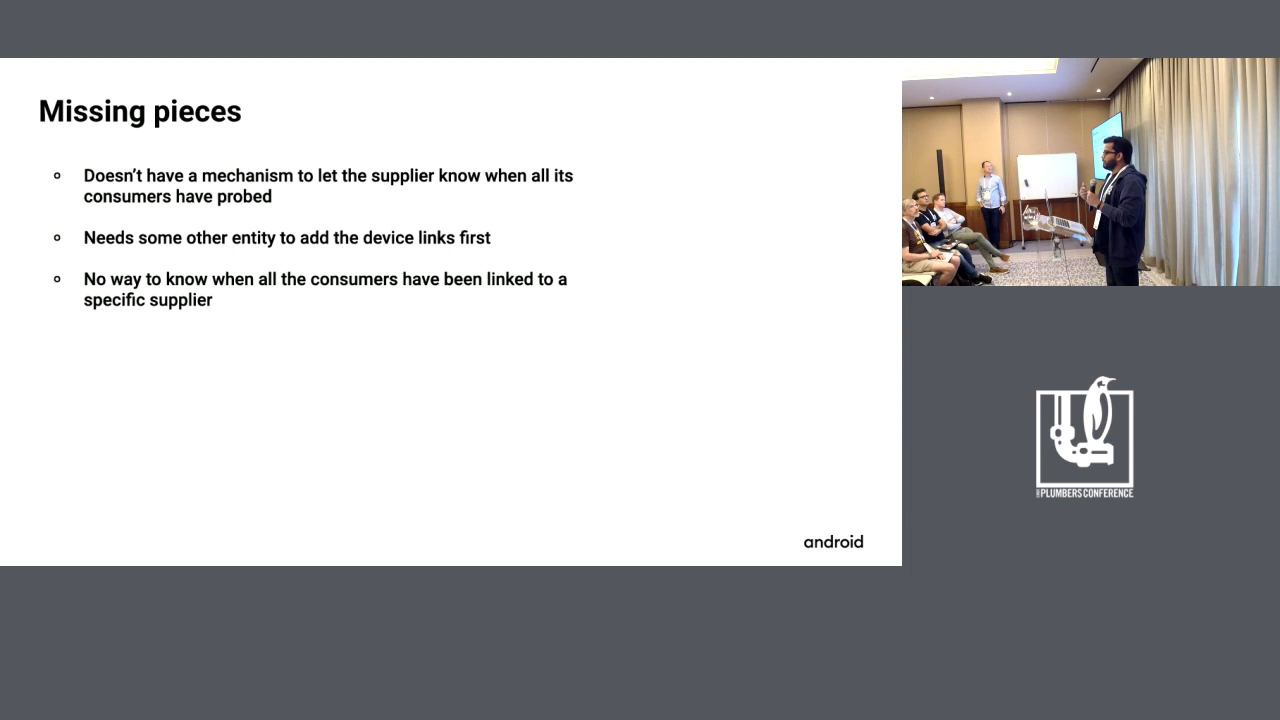 Missing pieces
Doesn’t have a mechanism to let the supplier know when all its
consumers have probed
Needs some other entity to add the device links first
No way to know when all the consumers have been linked to a
specific supplier
android
PLUMBERS CONFERENCE